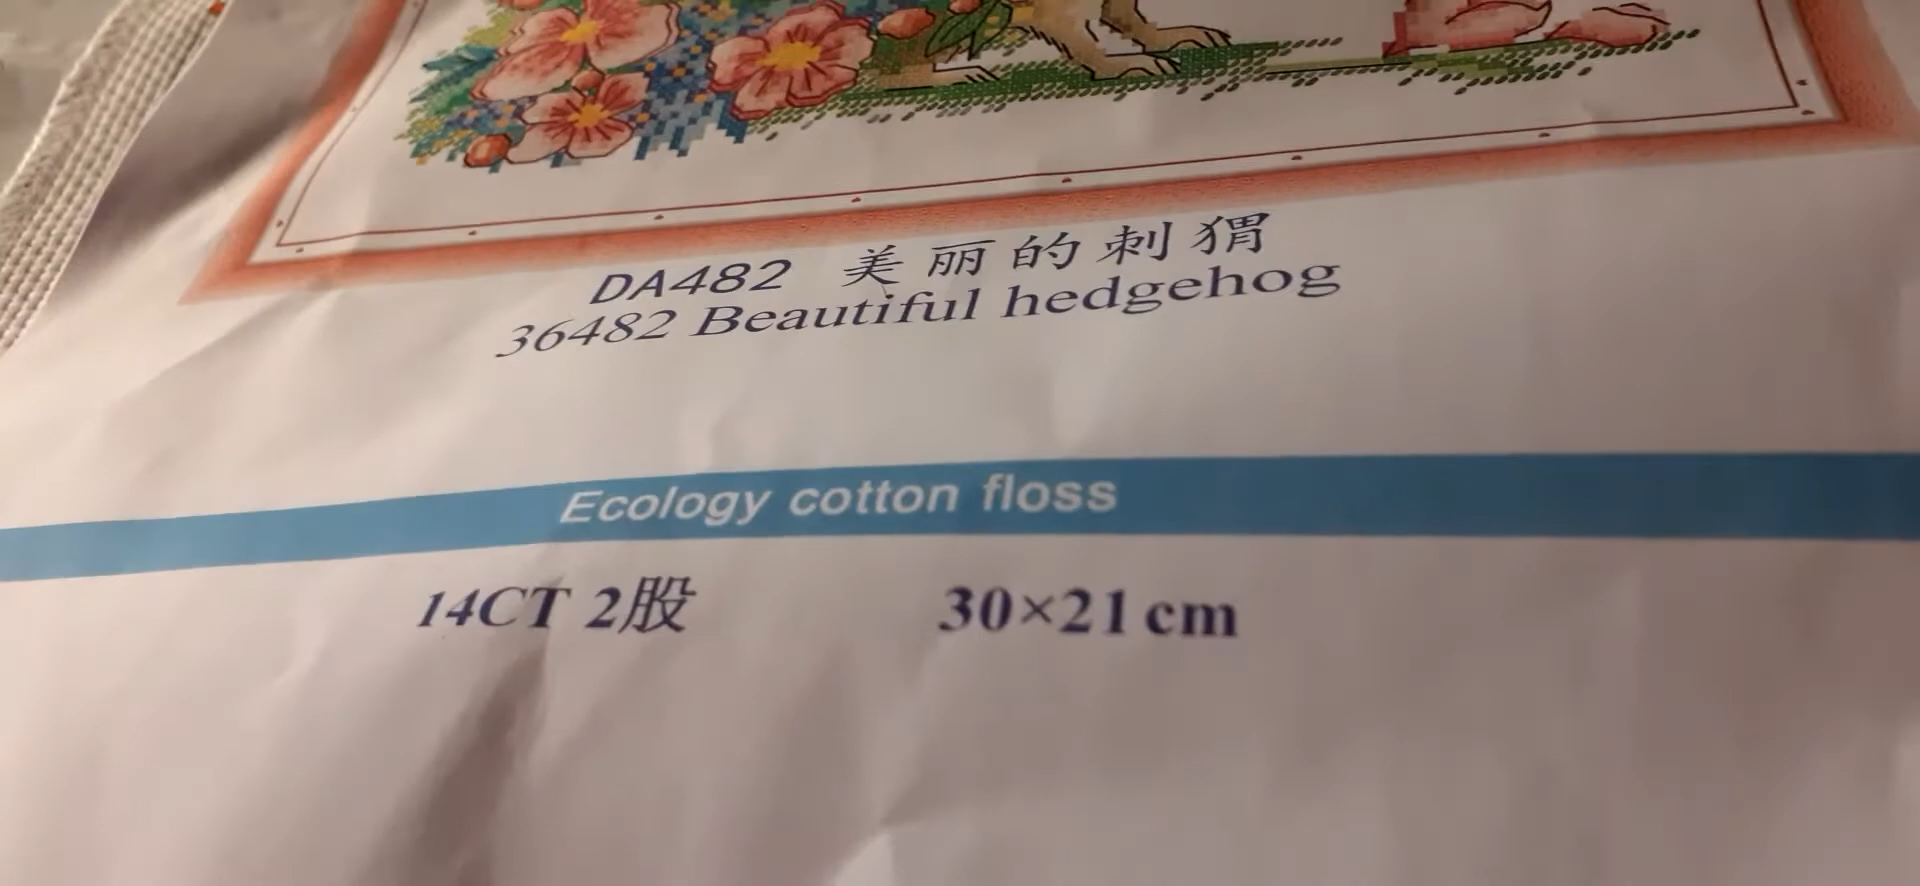 DA482 美丽的刺猬
36482 Beautiful hedgehog
Ecology cotton floss
14CT 2股 30×21cm